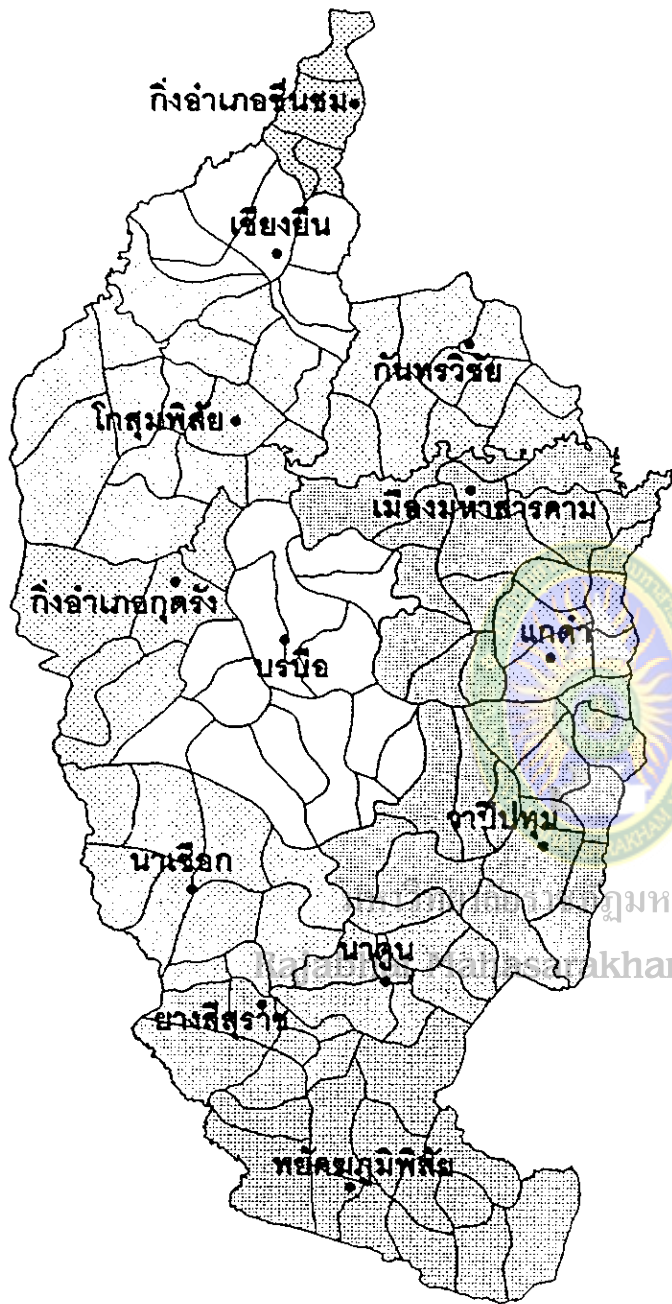 กิ่งอำเภอชื่นชม
เชียงยืน
กันทรวิชัย
โกสุมพิสัย
เมืองมหาสารคาม
กิ่งอำเภอกุดรัง
แกดำ
บรบือ
วาปีปทุม
นาเชือก
นาดูน
ยางสีสุราช
พยัคฆภูมิพิสัย